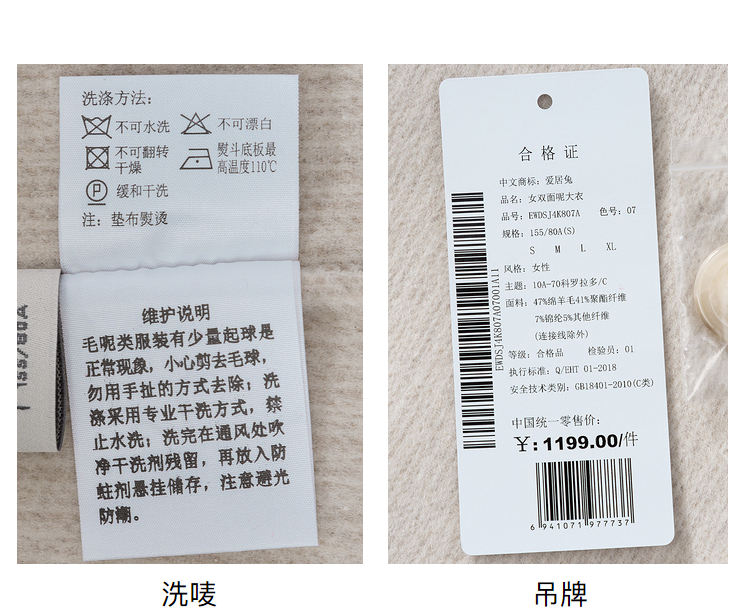 洗涤方法：
不可水洗
不可漂白
不可翻转
干燥
熨斗底板最
高温度110℃
P
缓和干洗
注：垫布熨烫
维护说明
毛呢类服装有少量起球是
正常现象，小心剪去毛球，
勿用手扯的方式去除；洗
涤采用专业干洗方式，禁
止水洗；洗完在通风处吹
净干洗剂残留，再放入防
蛀剂悬挂储存，注意避光
防潮。
洗唛
合格证
中文商标：爱居兔
品名：女双面呢大衣
品号：EWDSJ4K807A 色号：07
规格：155/80A(S)
S M L XL
风格：女性
主题：10A-70科罗拉多/C
面料：47%绵羊毛41%聚酯纤维
7%锦纶5%其他纤维
(连接线除外)
等级：合格品 检验员：01
执行标准：Q/EHT 01-2018
安全技术类别：GB18401-2010(C类)
EWDSJ4K807A07001A11
中国统一零售价：
¥:1199.00/件
6 941071 977737
吊牌